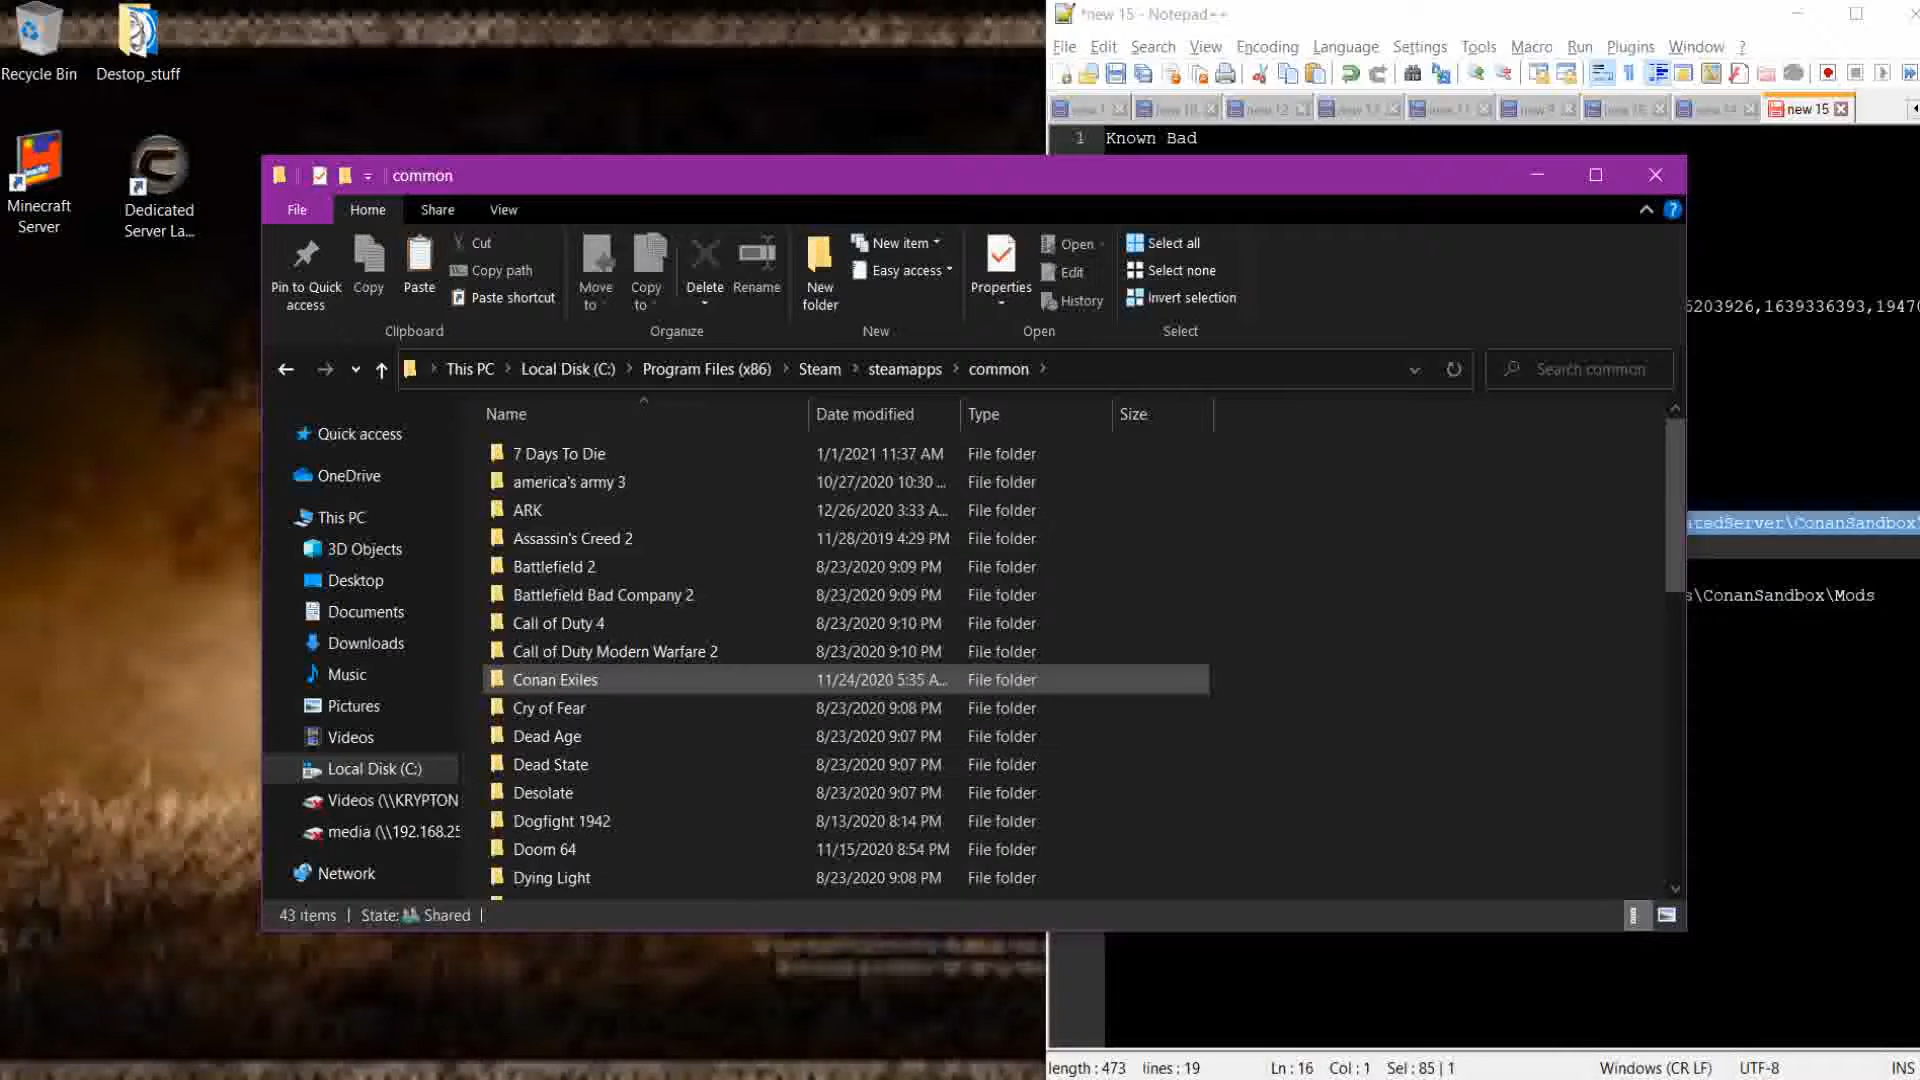 Recycle Bin
Destop_stuff
Minecraft
Server
Dedicated
Server La...
*new 15 - Notepad++
File Edit Search View Encoding Language Settings Tools Macro Run Plugins Window ?
new 15
1 Known Bad
common
File Home Share View
Pin to Quick
access
Copy
Paste
Cut
Copy path
Paste shortcut
Clipboard
Move
to
Copy
to
Delete
Rename
Organize
New
folder
New item
Easy access
New
Properties
Open
Edit
History
Open
Select all
Select none
Invert selection
Select
This PC Local Disk (C:) Program Files (x86) Steam steamapps common
Search common
Quick access
OneDrive
This PC
3D Objects
Desktop
Documents
Downloads
Music
Pictures
Videos
Local Disk (C:)
Videos (\\KRYPTON
media (\\192.168.25
Network
Name Date modified Type Size
7 Days To Die 1/1/2021 11:37 AM File folder
america's army 3 10/27/2020 10:30 ... File folder
ARK 12/26/2020 3:33 A... File folder
Assassin's Creed 2 11/28/2019 4:29 PM File folder
Battlefield 2 8/23/2020 9:09 PM File folder
Battlefield Bad Company 2 8/23/2020 9:09 PM File folder
Call of Duty 4 8/23/2020 9:10 PM File folder
Call of Duty Modern Warfare 2 8/23/2020 9:10 PM File folder
Conan Exiles 11/24/2020 5:35 A... File folder
Cry of Fear 8/23/2020 9:08 PM File folder
Dead Age 8/23/2020 9:07 PM File folder
Dead State 8/23/2020 9:07 PM File folder
Desolate 8/23/2020 9:07 PM File folder
Dogfight 1942 8/13/2020 8:14 PM File folder
Doom 64 11/15/2020 8:54 PM File folder
Dying Light 8/23/2020 9:08 PM File folder
43 items State: Shared
6203926,1639336393,1947
atedServer\ConanSandbox\
s\ConanSandbox\Mods
length : 473 lines : 19 Ln : 16 Col : 1 Sel : 85 | 1 Windows (CR LF) UTF-8 INS